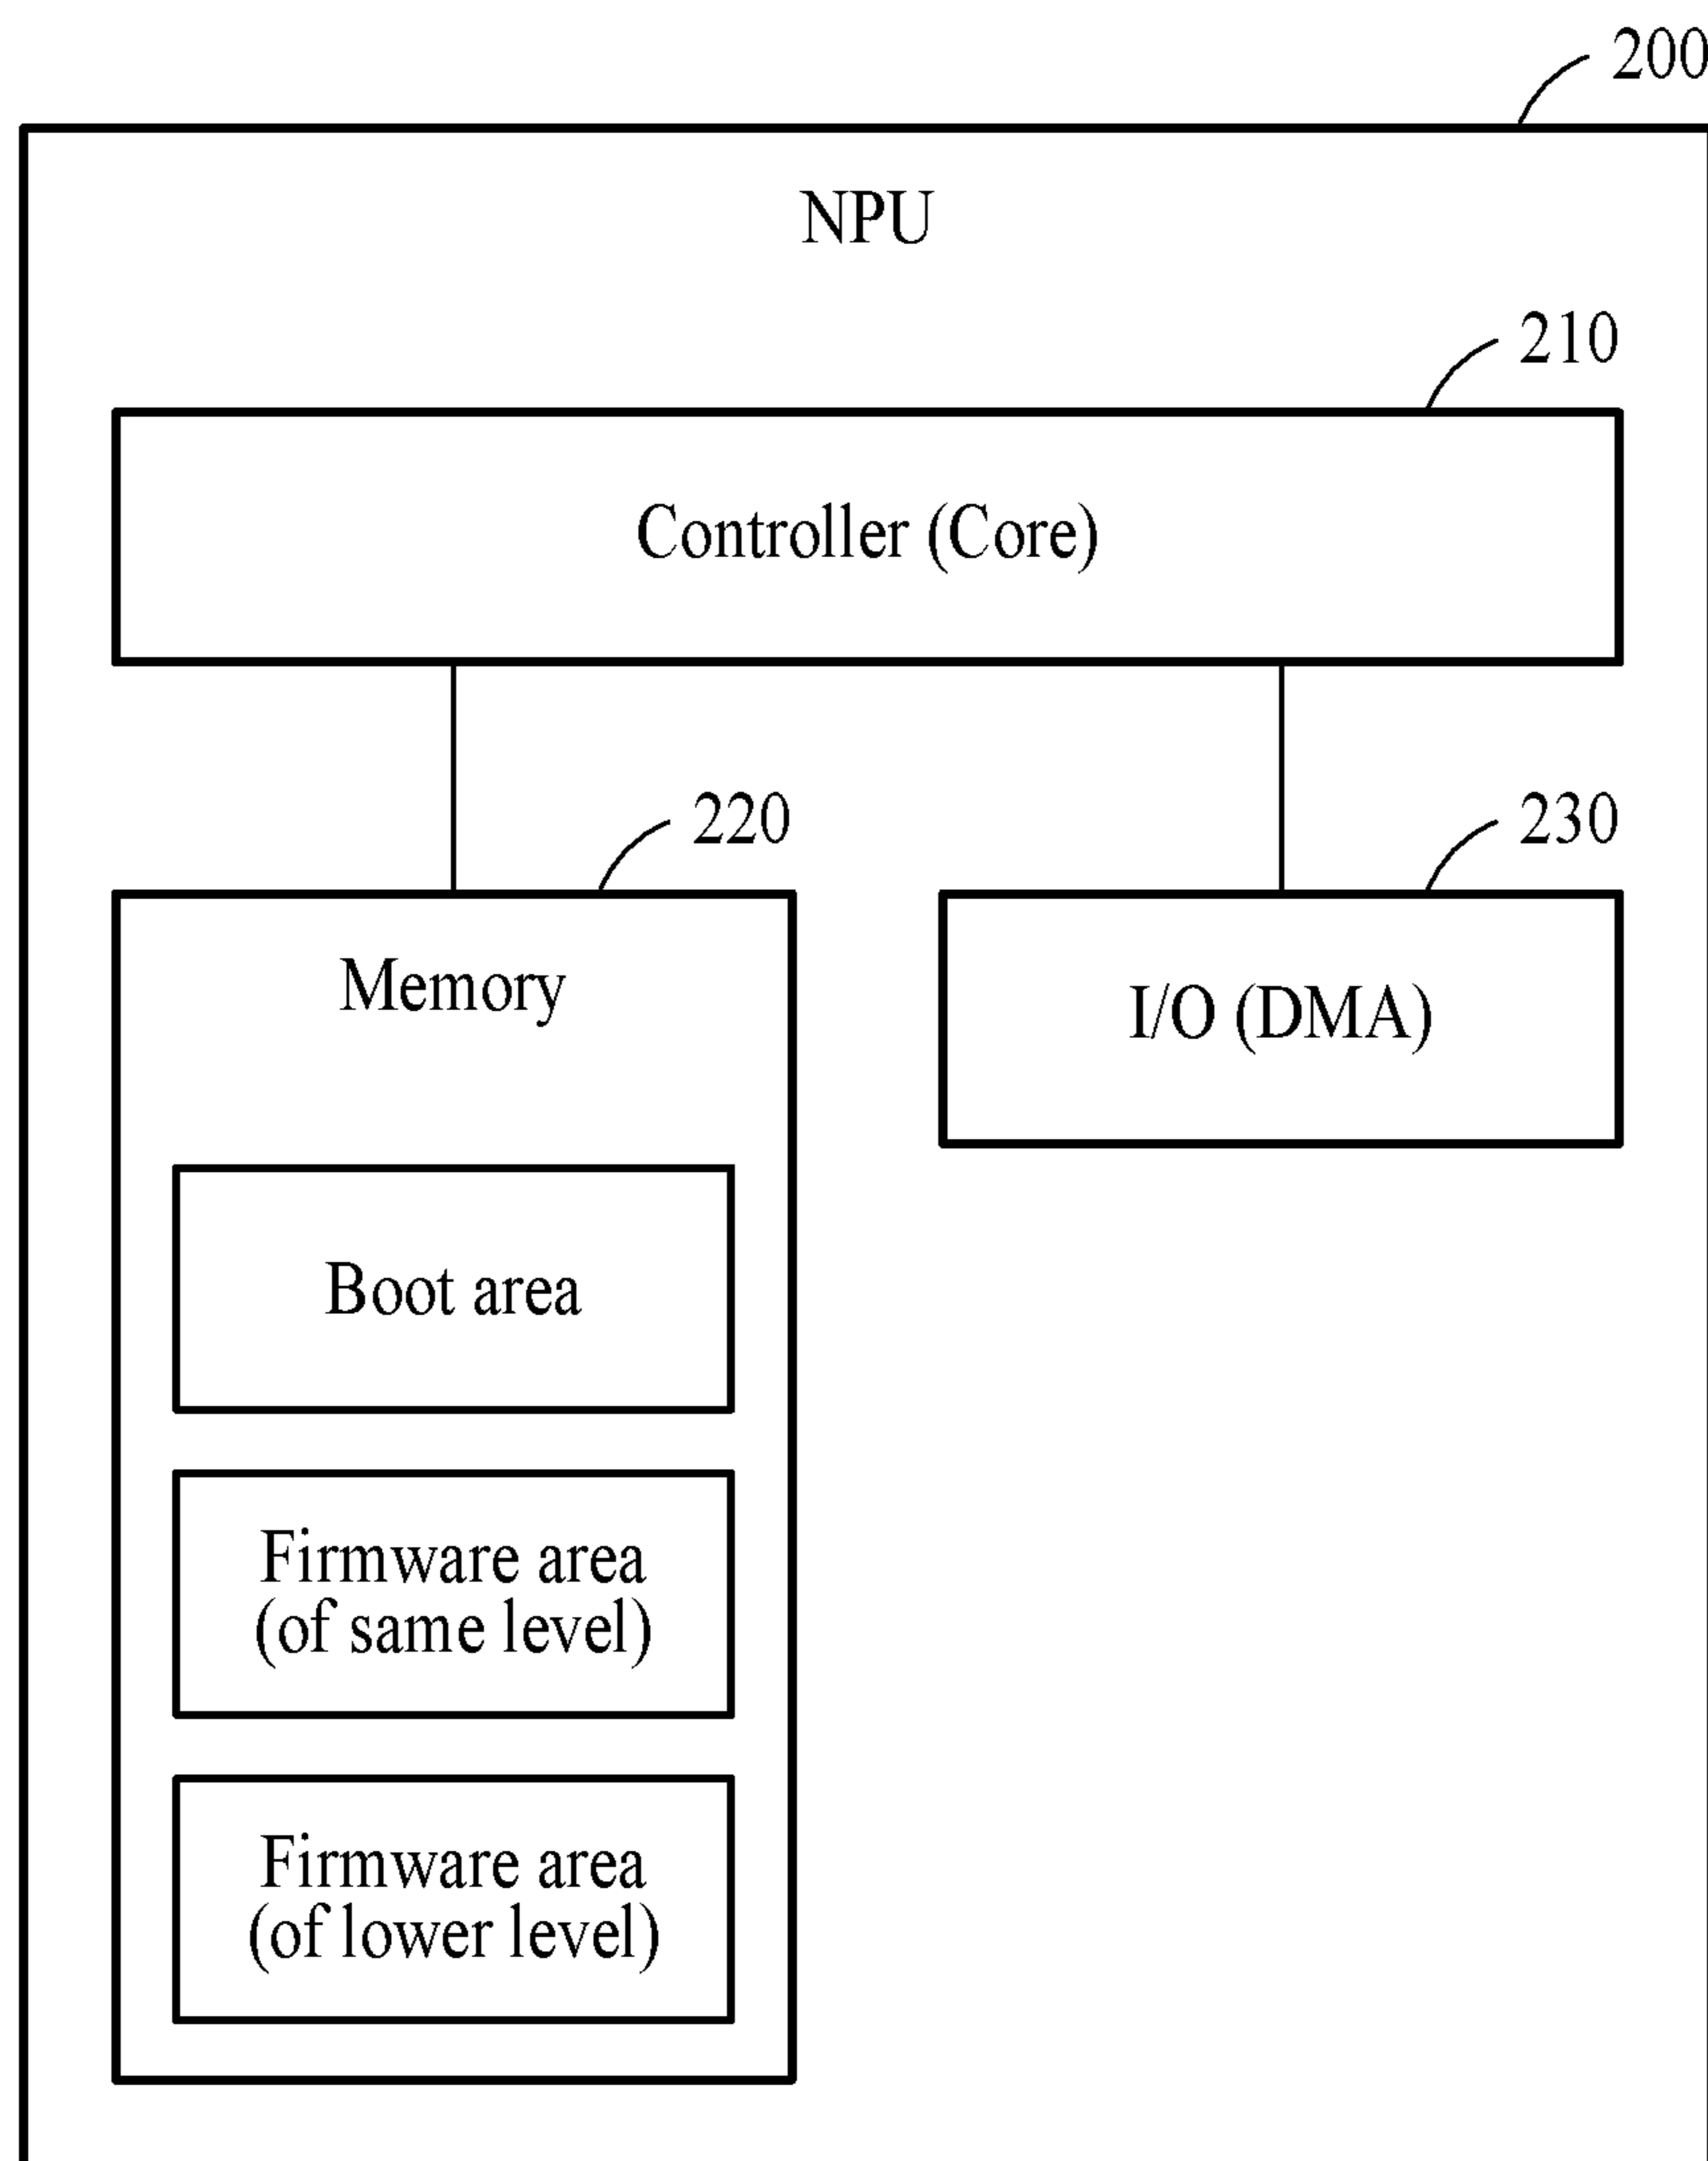 200
NPU
210
Controller (Core)
220
230
Memory
I/O (DMA)
Boot area
Firmware area
(of same level)
Firmware area
(of lower level)